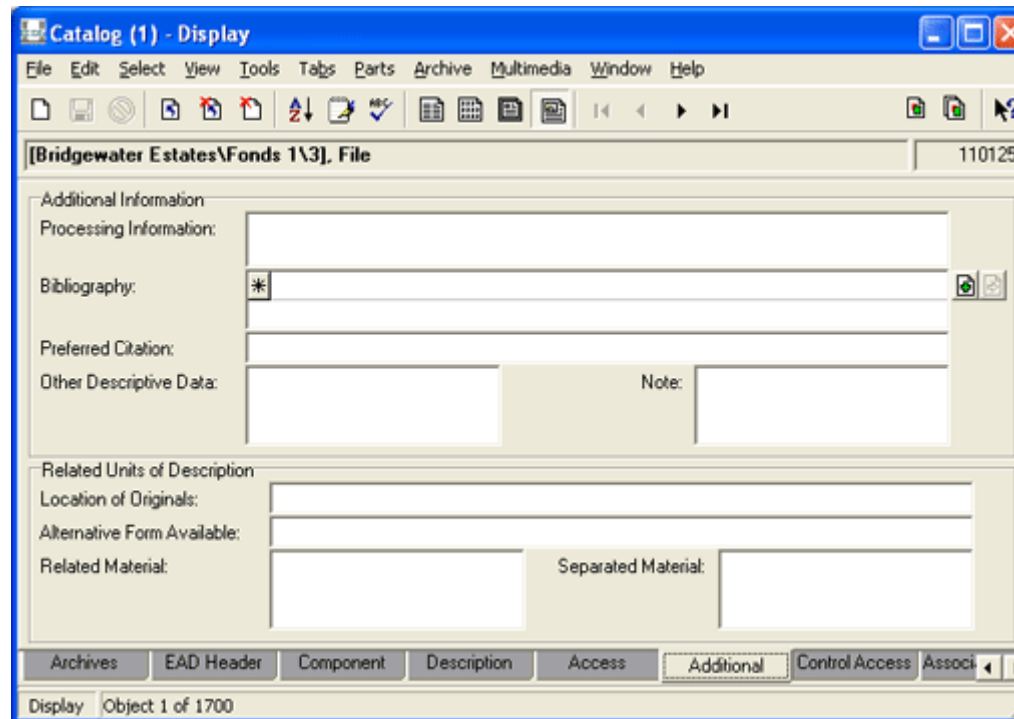 Catalog (1) - Display
File Edit Select View Tools Tabs Parts Archive Multimedia Window Help
[Bridgewater Estates\Fonds 1\3], File 110125
Additional Information
Processing Information:
Bibliography:
Preferred Citation:
Other Descriptive Data: Note:
Related Units of Description
Location of Originals:
Alternative Form Available:
Related Material: Separated Material:
Archives EAD Header Component Description Access Additional Control Access Associ
Display Object 1 of 1700